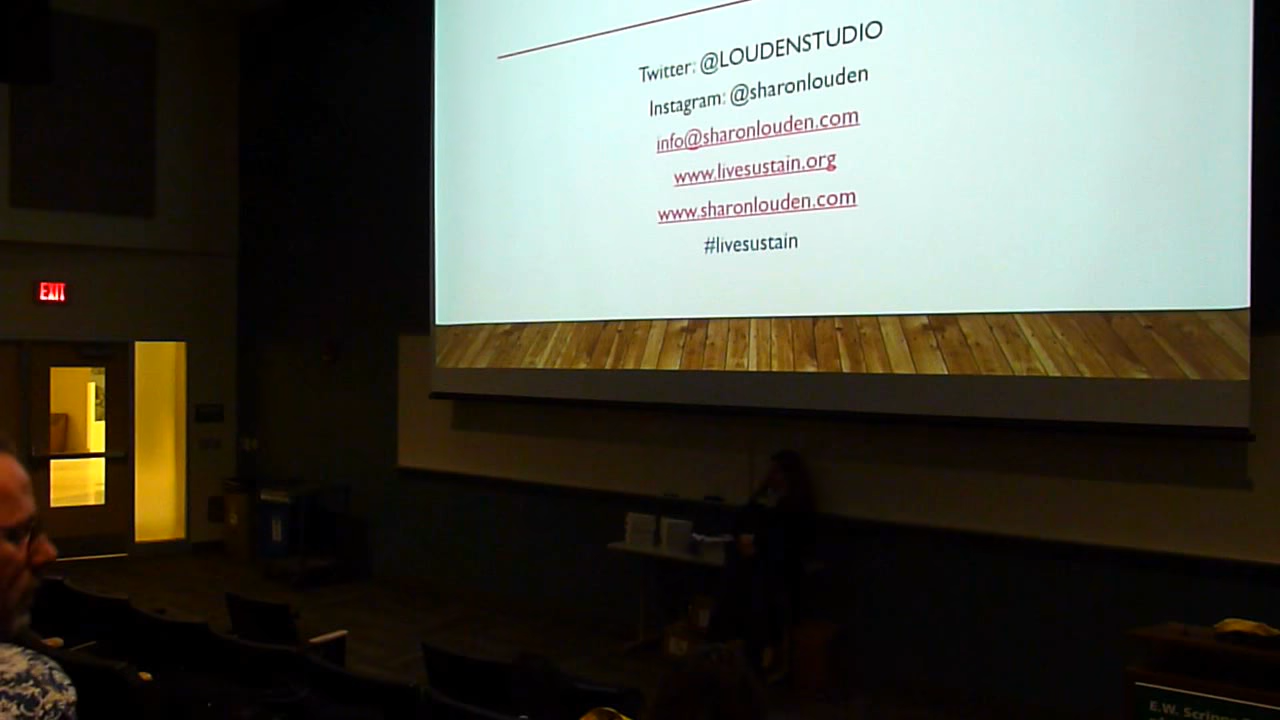 Twitter: @LOUDENSTUDIO
Instagram: @sharonlouden
info@sharonlouden.com
www.livesustain.org
www.sharonlouden.com
#livesustain
EXIT
E.W.